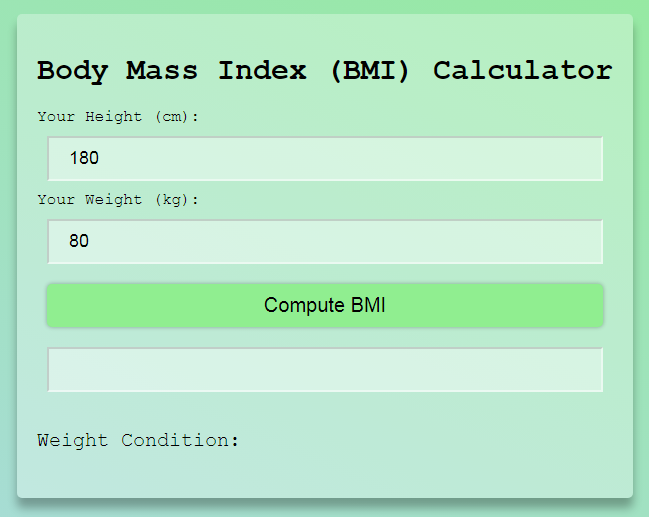 Body Mass Index (BMI) Calculator
Your Height (cm):
180
Your Weight (kg):
80
Compute BMI
Weight Condition: